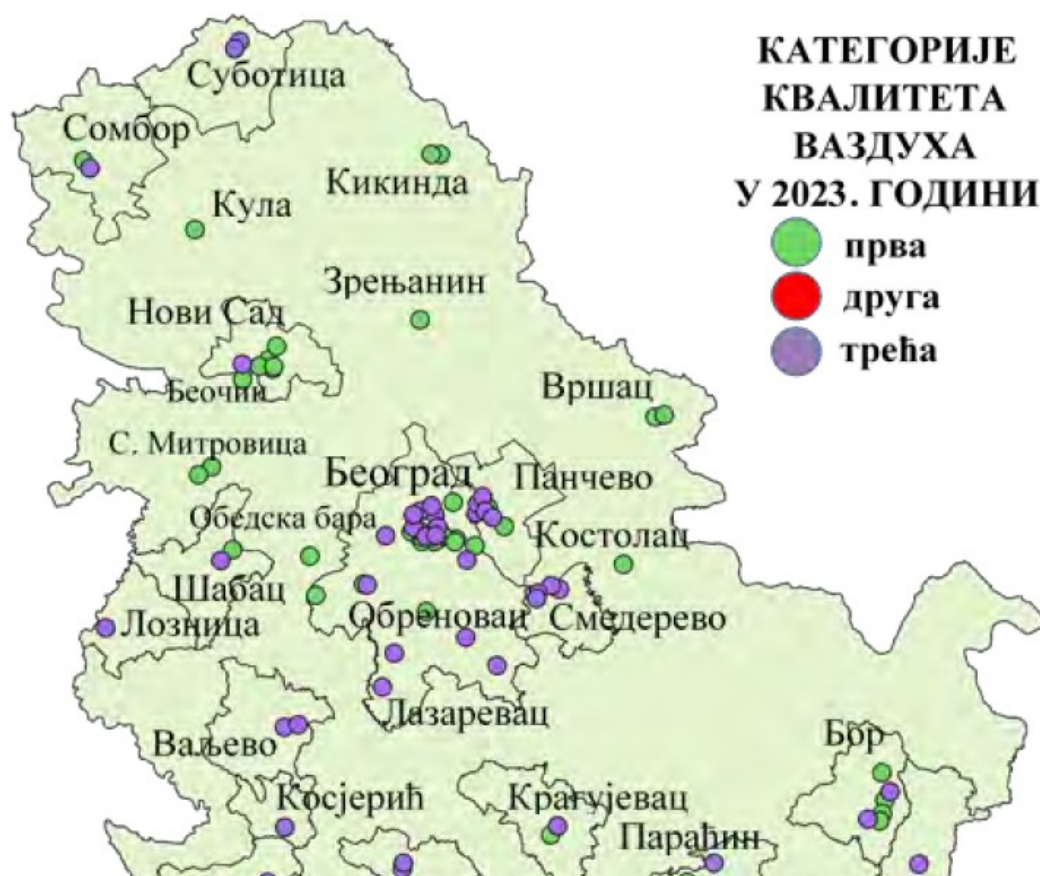 КАТЕГОРИЈЕ
КВАЛИТЕТА
ВАЗДУХА
У 2023. ГОДИНИ
прва
друга
трећа
Суботица
Сомбор
Кикинда
Кула
Зрењанин
Нови Сад
Беочин
Вршац
С. Митровица
Београд
Панчево
Обедска бара
Костолац
Шабац
Обреновац
Смедерево
Лозница
Лазаревац
Ваљево
Бор
Косјерић
Крагујевац
Параћин